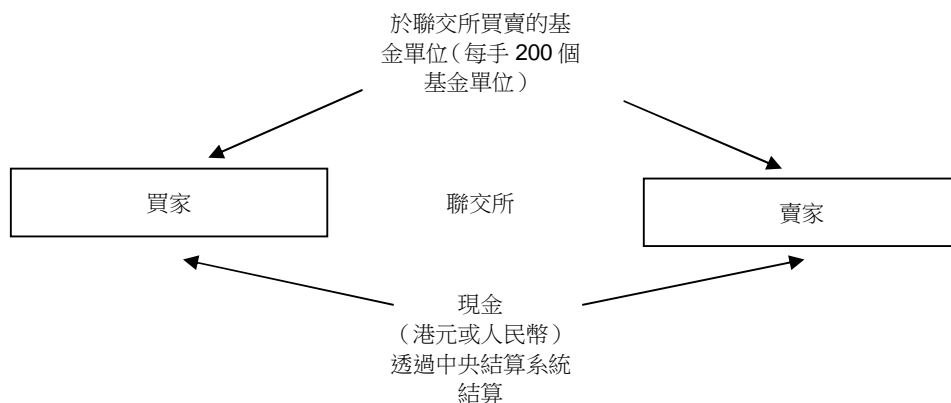 於聯交所買賣的基
金單位（每手 200 個
基金單位）
買家
聯交所
賣家
現金
（港元或人民幣）
透過中央結算系統
結算